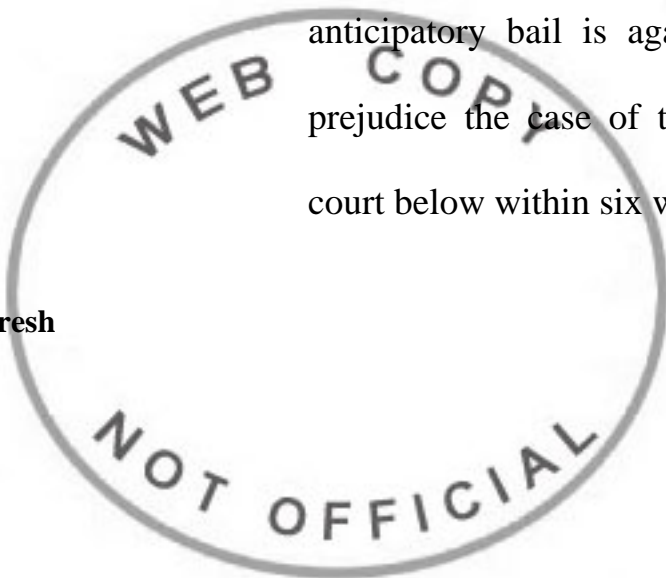 anticipatory bail is aga
WEB COPY
prejudice the case of t
court below within six w
resh
NOT OFFICIAL